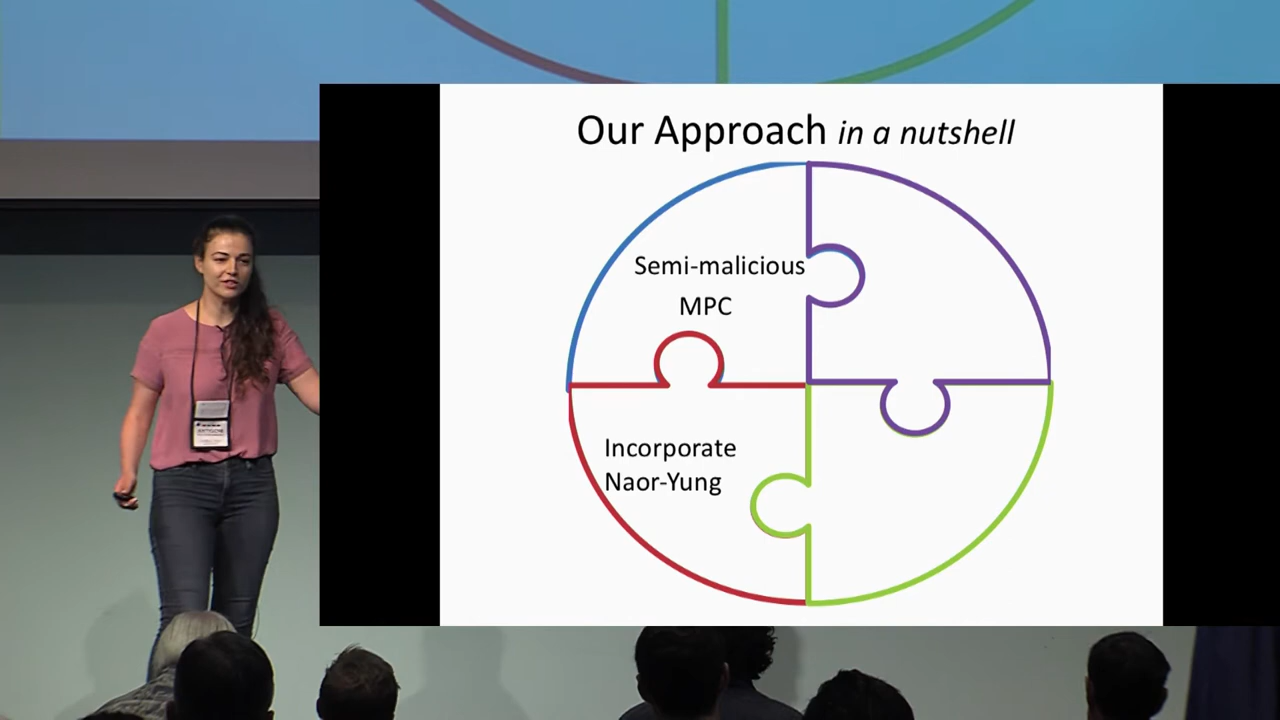 Our Approach in a nutshell
Semi-malicious
MPC
Incorporate
Naor-Yung